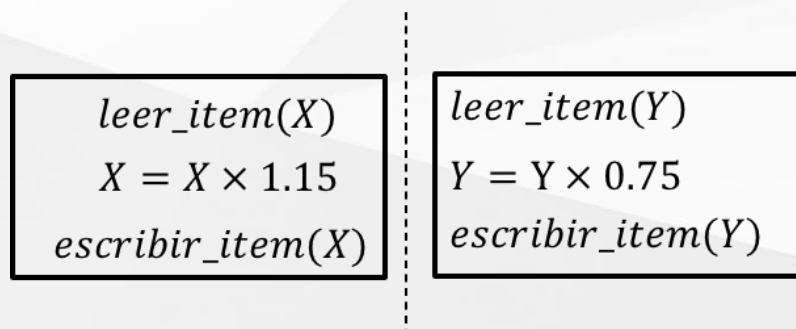 leer_item(X)
X = X × 1.15
escribir_item(X)
leer_item(Y)
Y = Y × 0.75
escribir_item(Y)